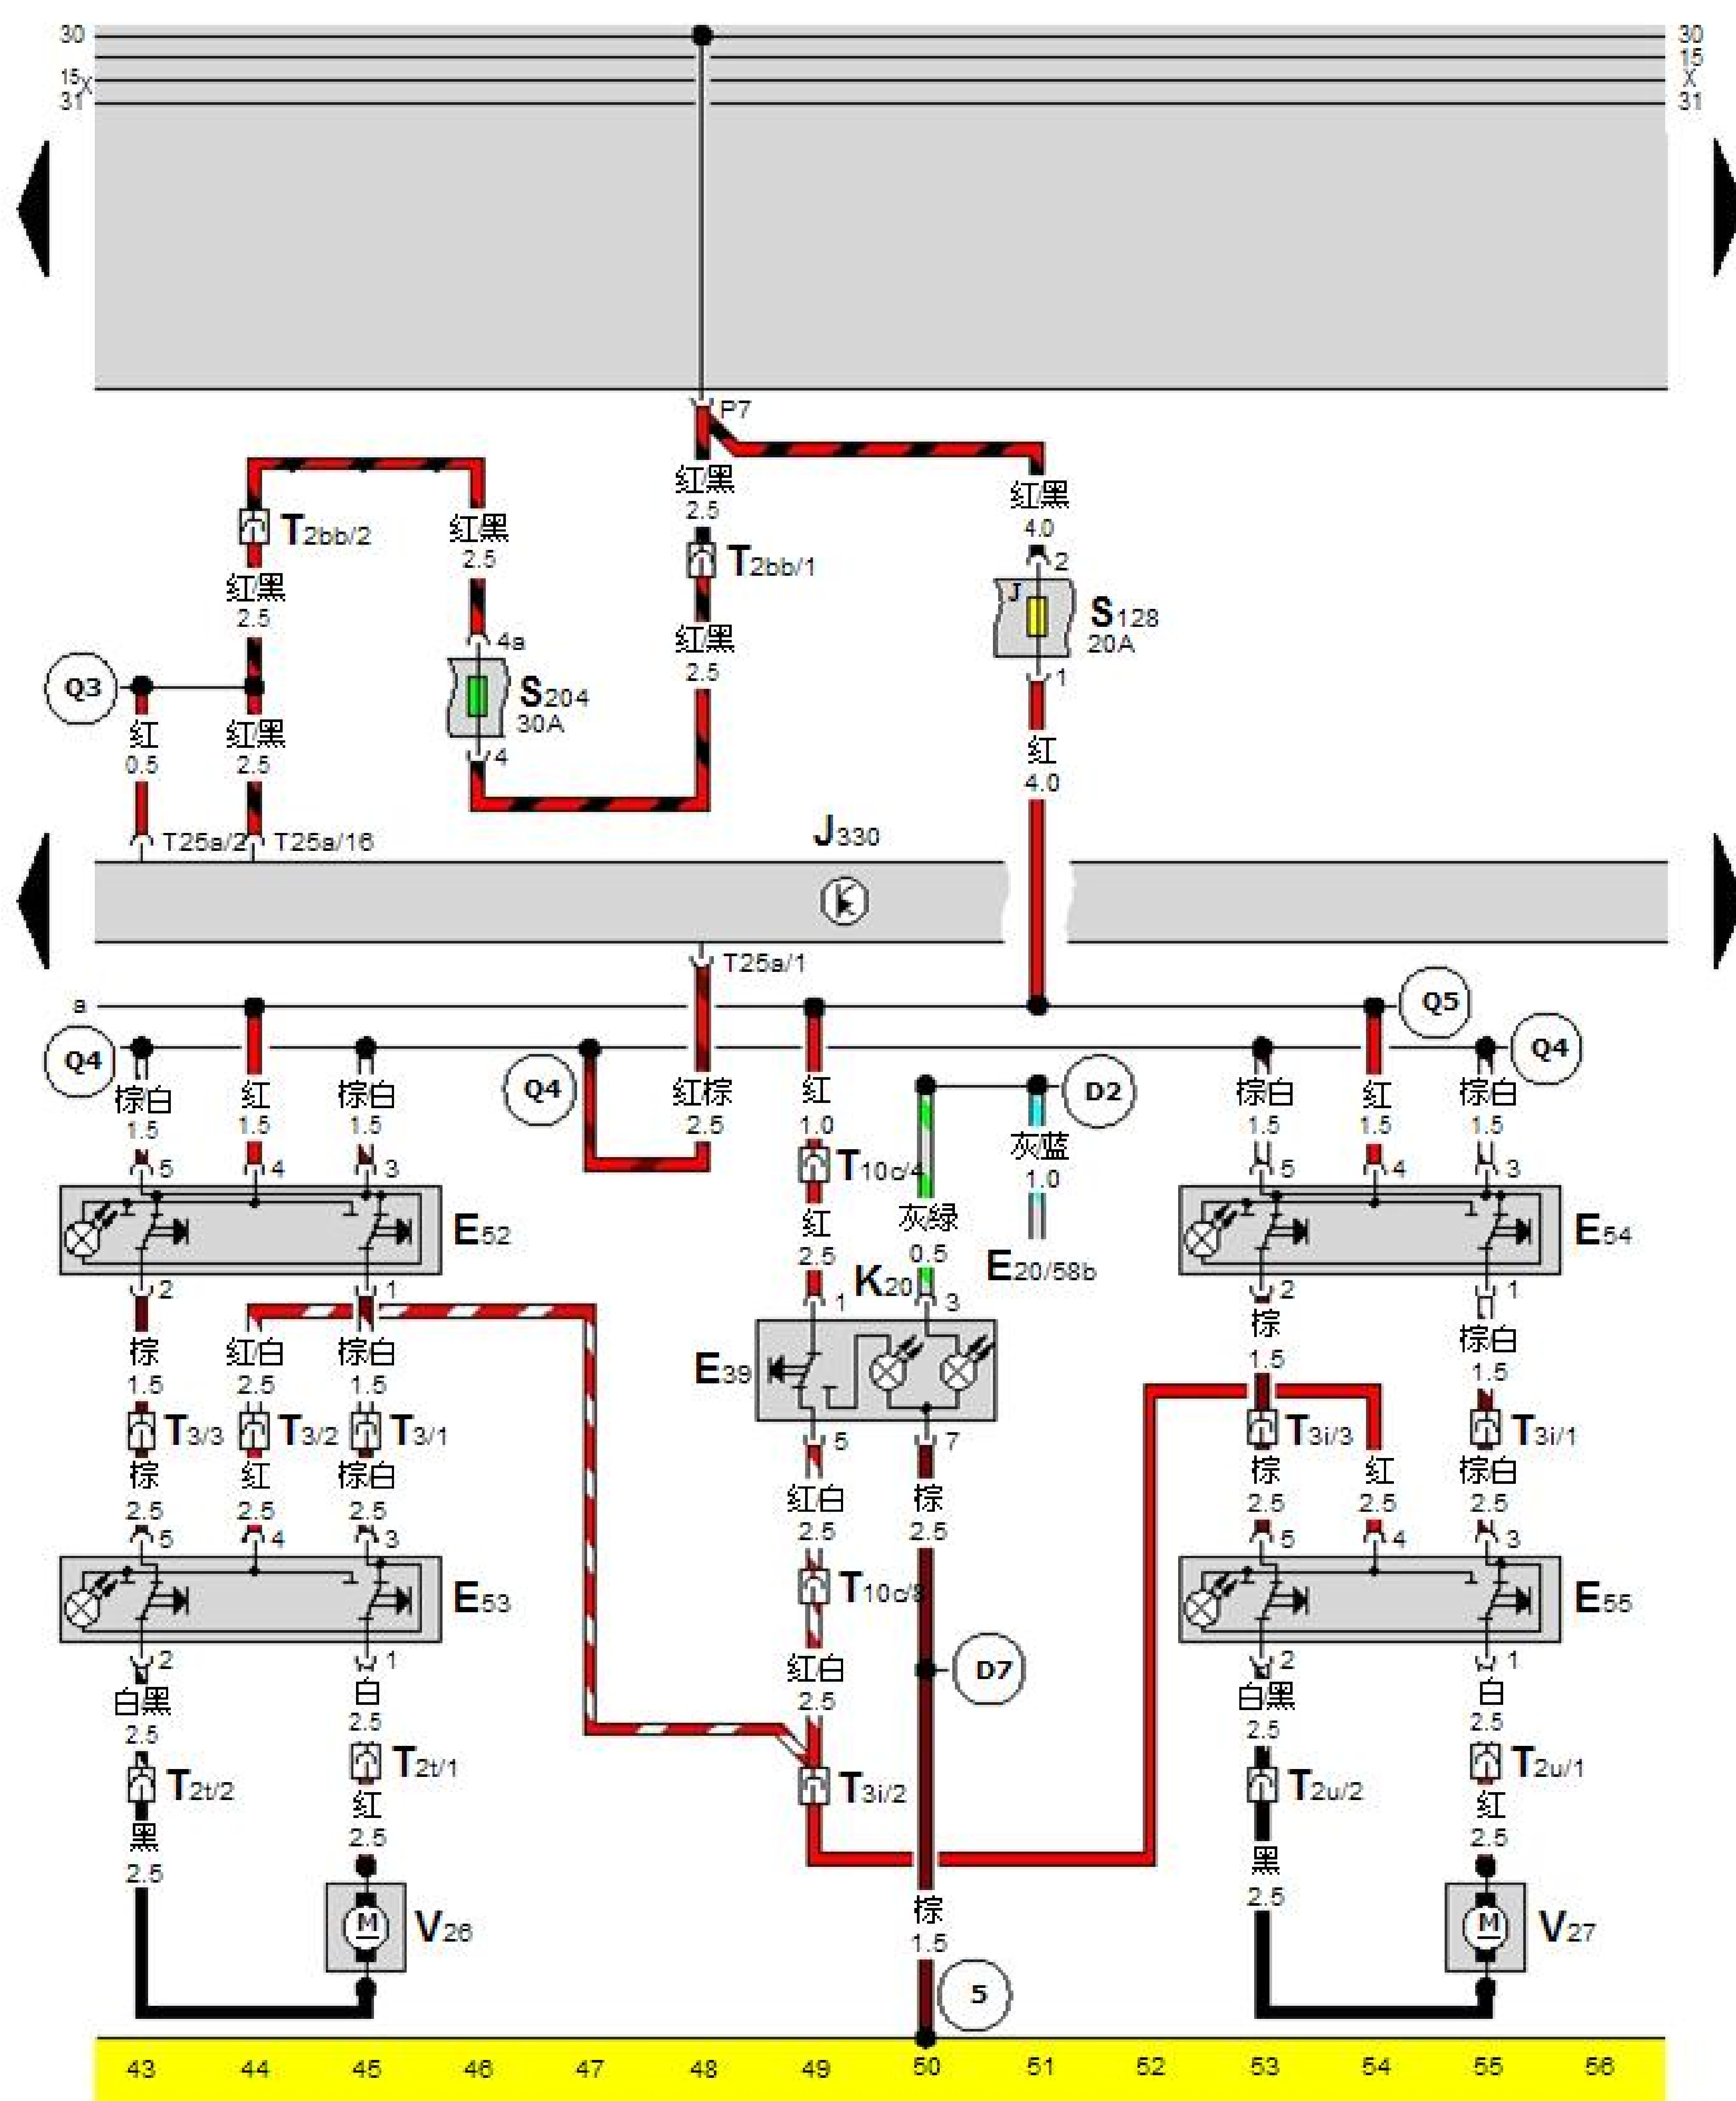 30 30
15 15
X X
31 31
P7
红/黑 2.5
红/黑 4.0
T2bb/2
红/黑 2.5
T2bb/1
2
红/黑 2.5
J
S128 20A
红/黑 2.5
4a
1
Q3
S204 30A
红 0.5
红/黑 2.5
4
红 4.0
T25a/2
T25a/16
J330
T25a/1
a
Q5
Q4
Q4
Q4
D2
棕白 1.5
红 1.5
棕白 1.5
红棕 2.5
红 1.0
灰/蓝 1.0
棕白 1.5
红 1.5
棕白 1.5
5 4 3
T10c/4
5 4 3
E52
红 2.5
灰/绿 0.5
E20/58b
E54
2 1
K20
1 3
2 1
棕 1.5
红/白 2.5
棕白 1.5
E39
棕 1.5
棕白 1.5
T3/3
T3/2
T3/1
5 7
T3i/3
T3i/1
棕 2.5
红 2.5
棕白 2.5
红/白 2.5
棕 2.5
棕 2.5
红 2.5
棕白 2.5
5 4 3
5 4 3
E53
T10c/8
E55
2 1
2 1
白/黑 2.5
白 2.5
红/白 2.5
D7
白/黑 2.5
白 2.5
T2t/2
T2t/1
T3i/2
T2u/2
T2u/1
黑 2.5
红 2.5
黑 2.5
红 2.5
M
V26
棕 1.5
M
V27
5
43 44 45 46 47 48 49 50 51 52 53 54 55 56